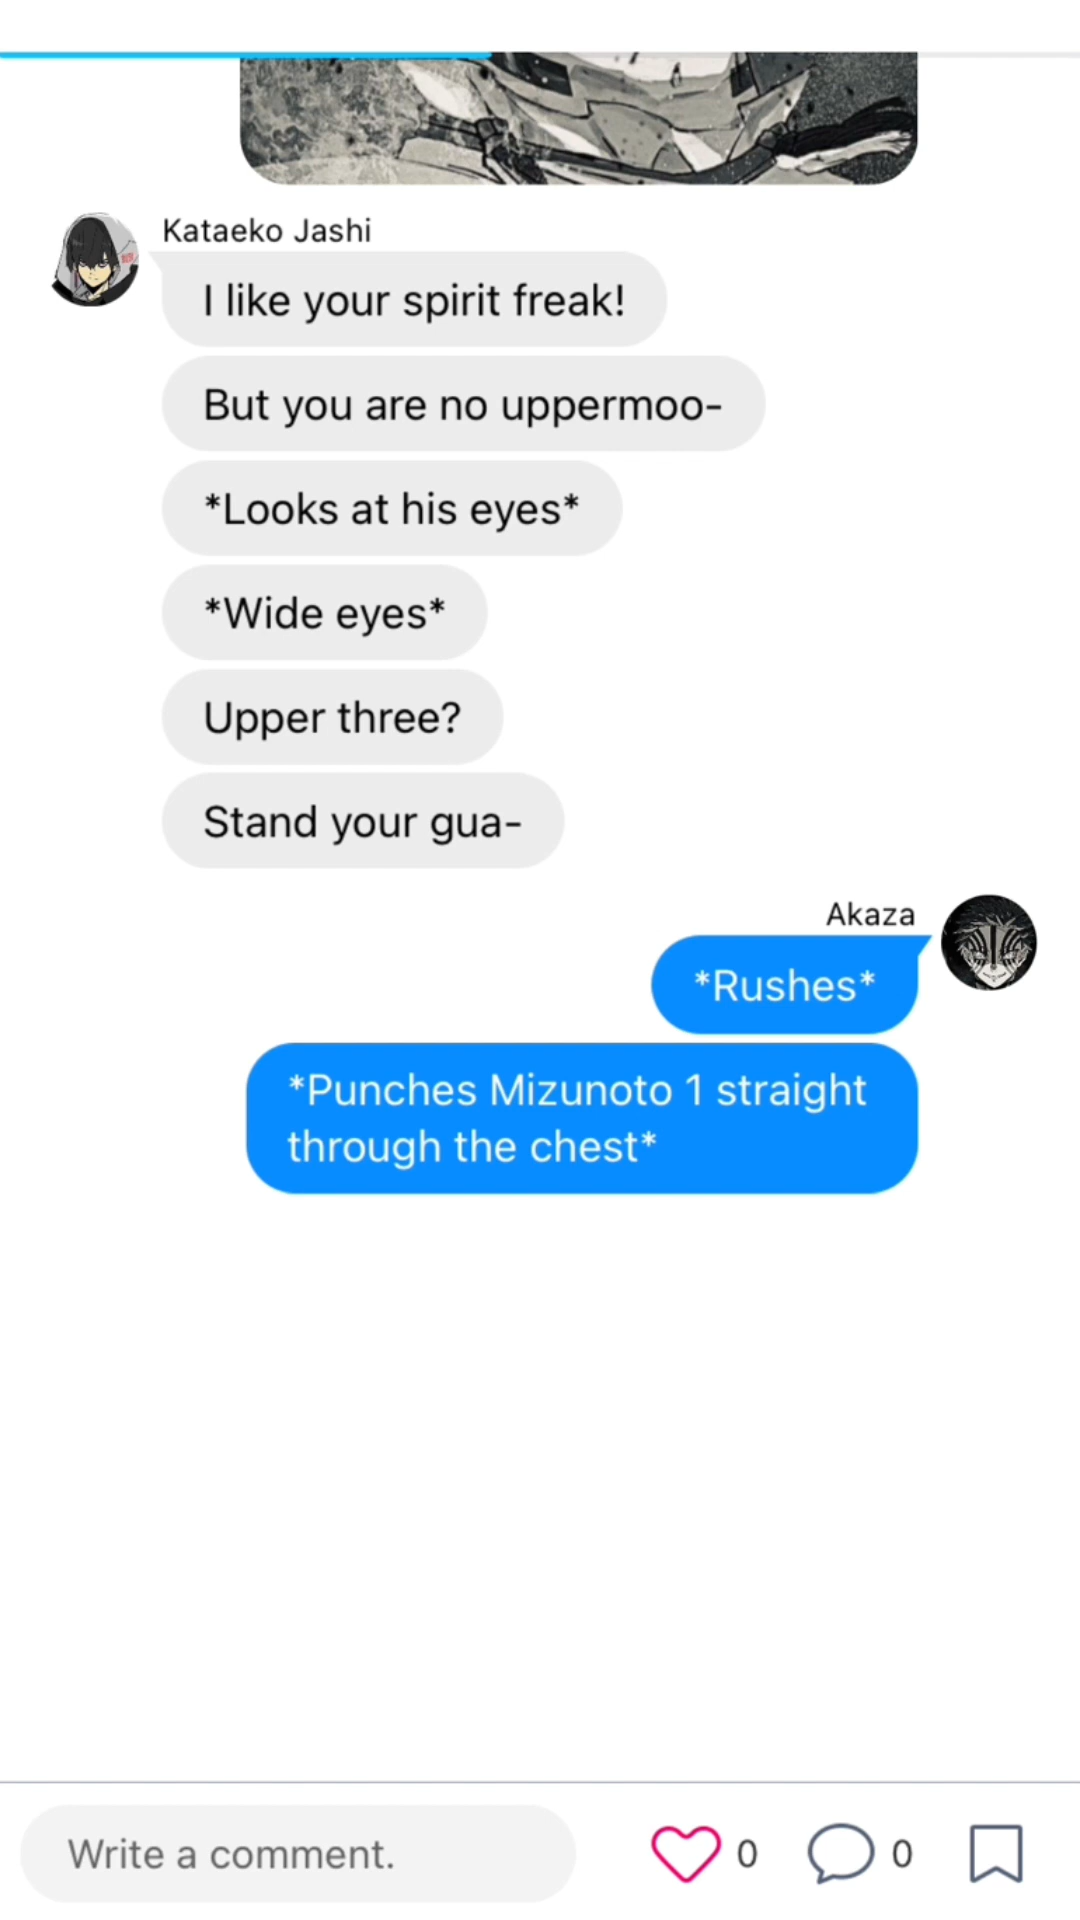 Kataeko Jashi
I like your spirit freak!
But you are no uppermoo-
*Looks at his eyes*
*Wide eyes*
Upper three?
Stand your gua-
Akaza
*Rushes*
*Punches Mizunoto 1 straight
through the chest*
Write a comment.
0
0